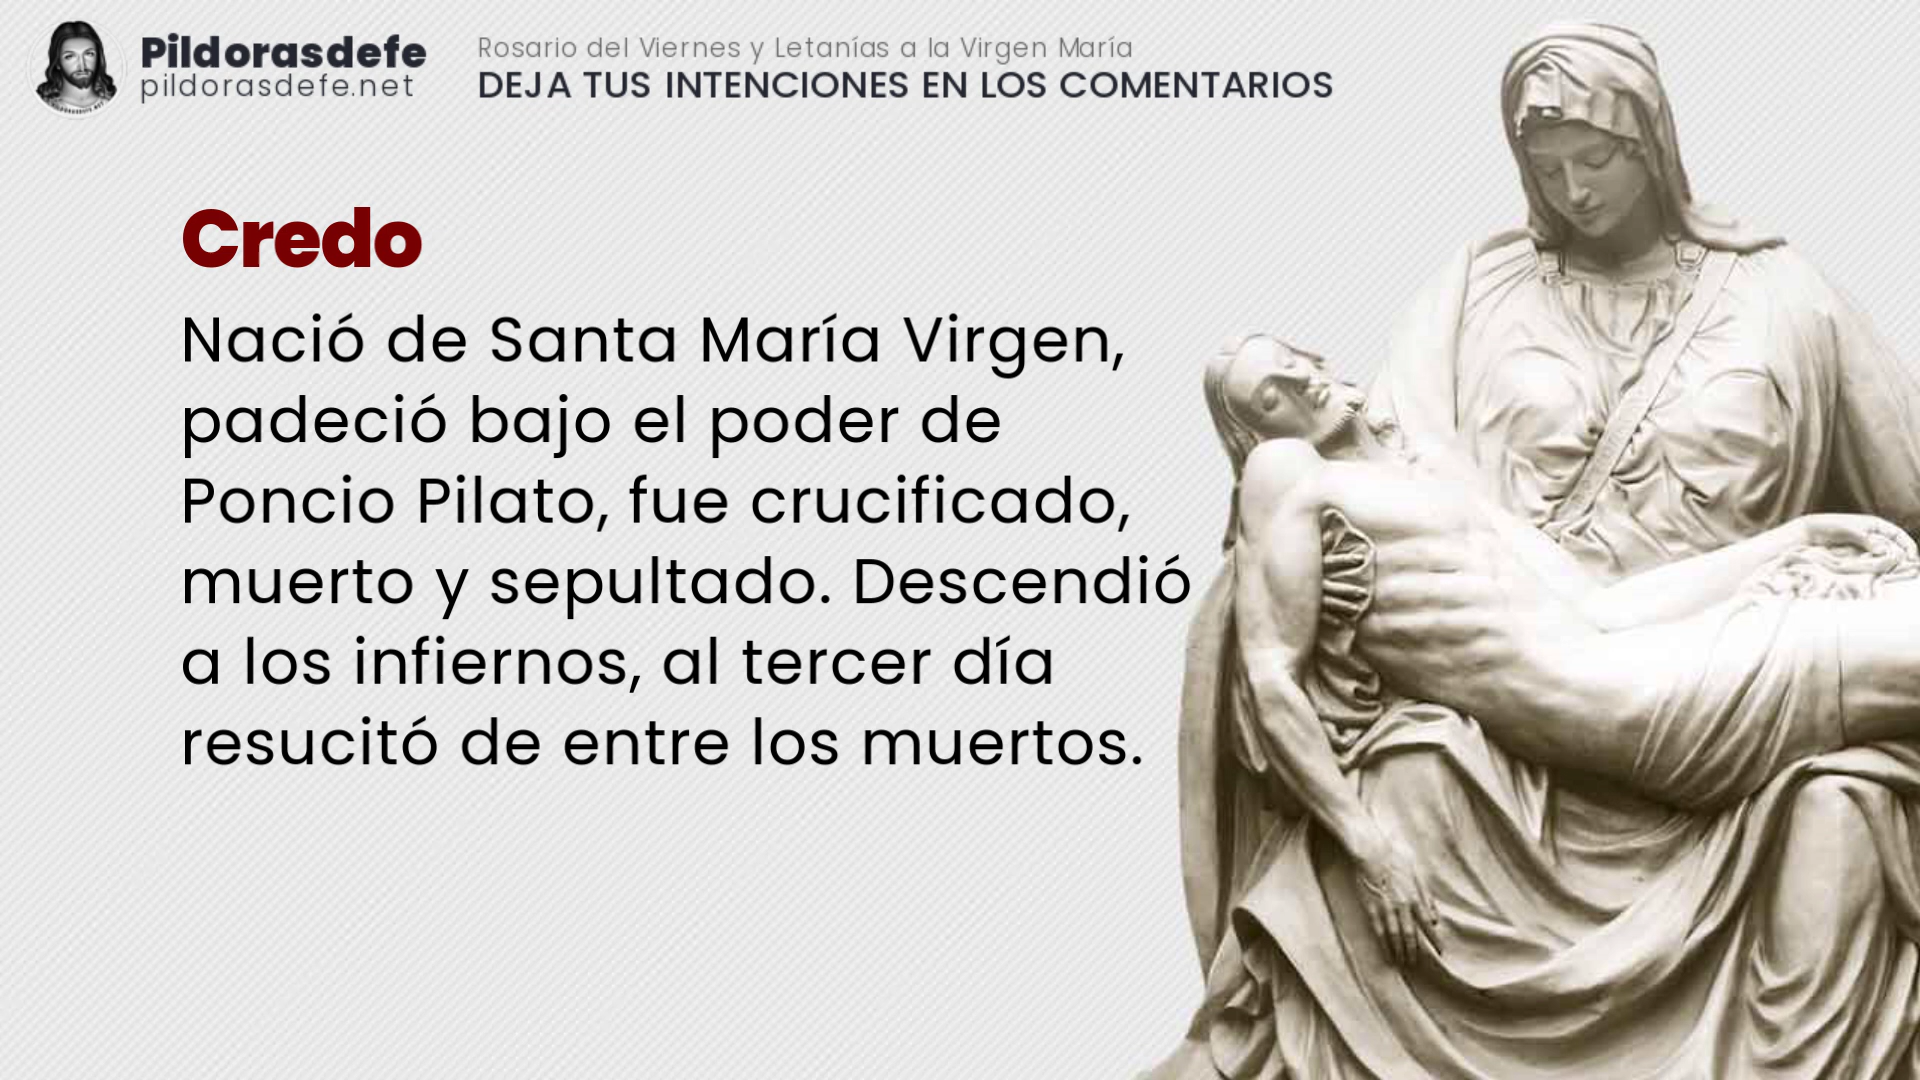 Pildorasdefe
pildorasdefe.net
Rosario del Viernes y Letanías a la Virgen María
DEJA TUS INTENCIONES EN LOS COMENTARIOS
Credo
Nació de Santa María Virgen,
padeció bajo el poder de
Poncio Pilato, fue crucificado,
muerto y sepultado. Descendió
a los infiernos, al tercer día
resucitó de entre los muertos.